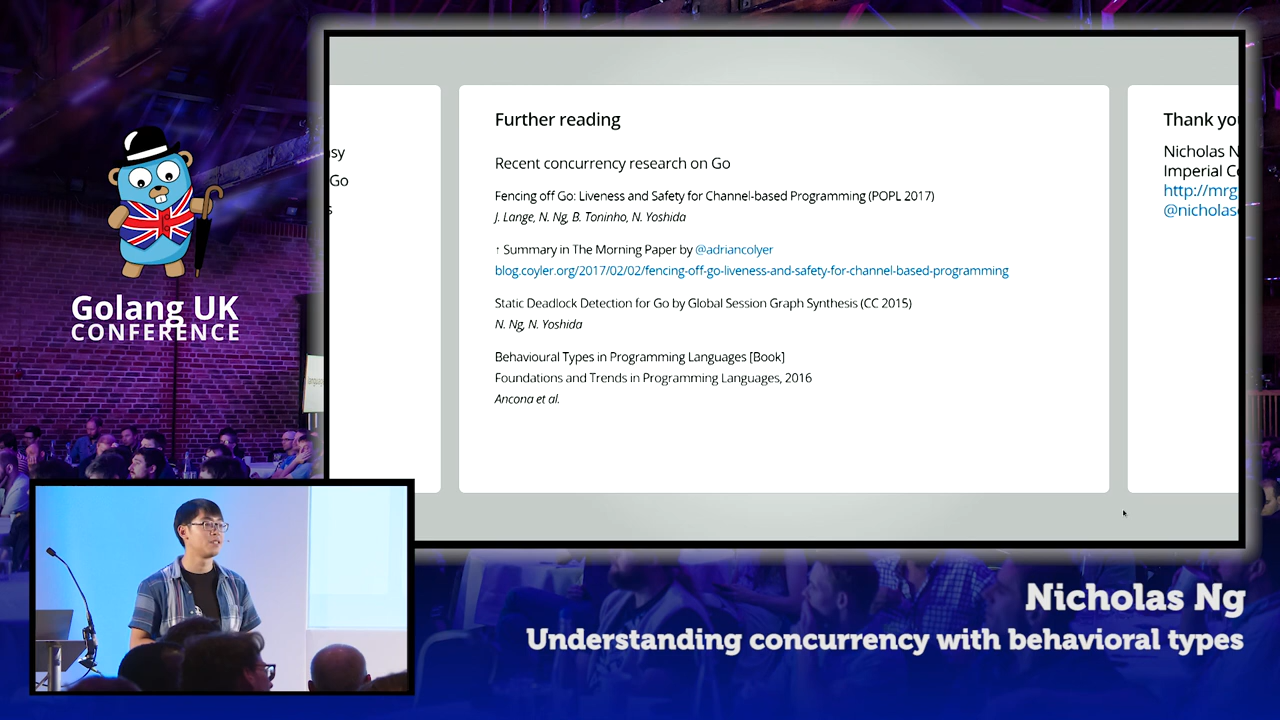 Golang UK
CONFERENCE
Further reading
Recent concurrency research on Go
Fencing off Go: Liveness and Safety for Channel-based Programming (POPL 2017)
J. Lange, N. Ng, B. Toninho, N. Yoshida
↑ Summary in The Morning Paper by @adriancolyer
blog.coyler.org/2017/02/02/fencing-off-go-liveness-and-safety-for-channel-based-programming
Static Deadlock Detection for Go by Global Session Graph Synthesis (CC 2015)
N. Ng, N. Yoshida
Behavioural Types in Programming Languages [Book]
Foundations and Trends in Programming Languages, 2016
Ancona et al.
sy
Go
s
Thank yo
Nicholas N
Imperial C
http://mrg
@nicholas
Nicholas Ng
Understanding concurrency with behavioral types